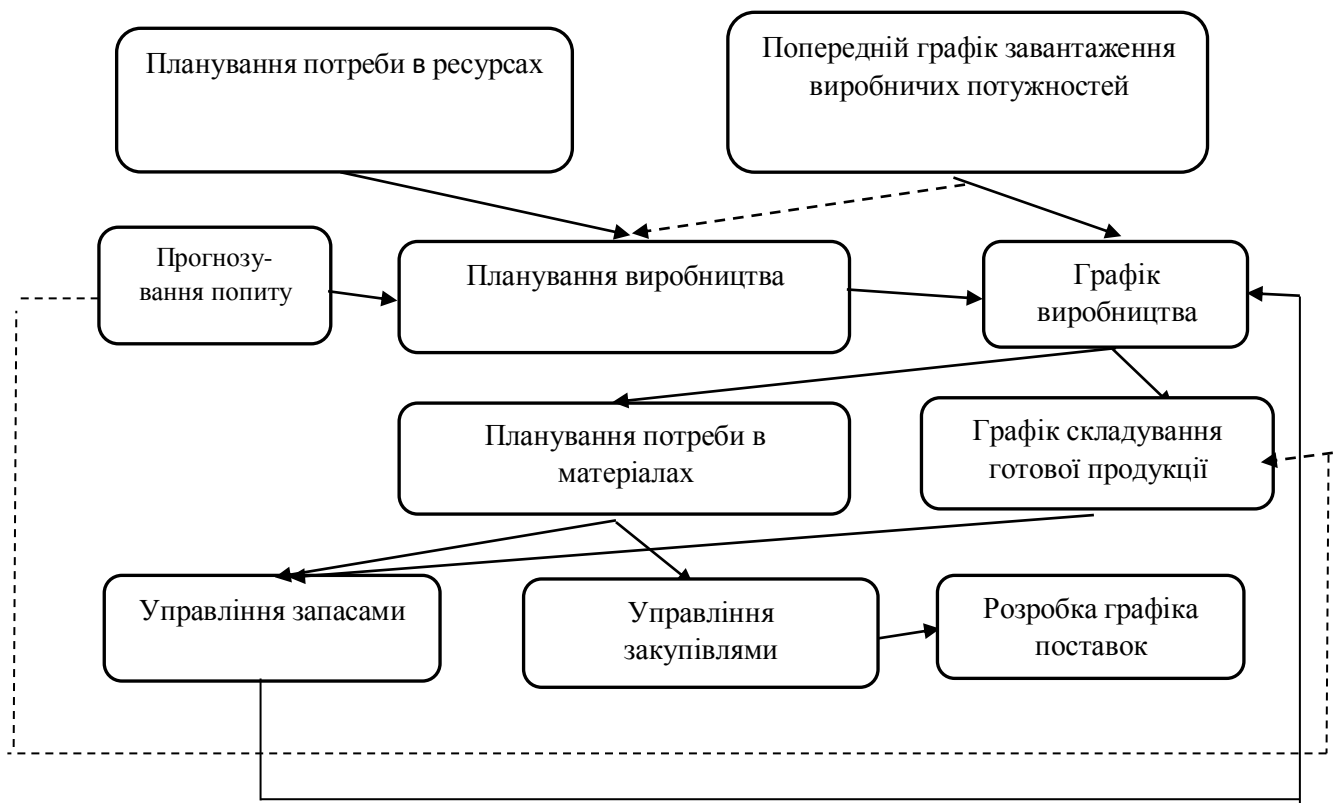 Планування потреби в ресурсах
Попередній графік завантаження
виробничих потужностей
Прогнозу-
вання попиту
Планування виробництва
Графік
виробництва
Планування потреби в
матеріалах
Графік складування
готової продукції
Управління запасами
Управління
закупівлями
Розробка графіка
поставок